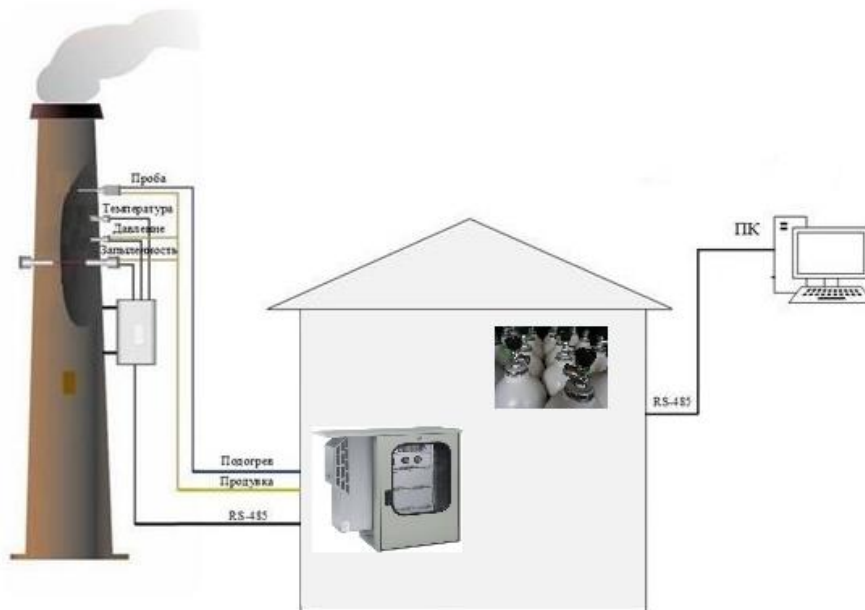 Проба
Температура
Давление
Запыленность
ПК
RS-485
Подогрев
Продувка
RS-485